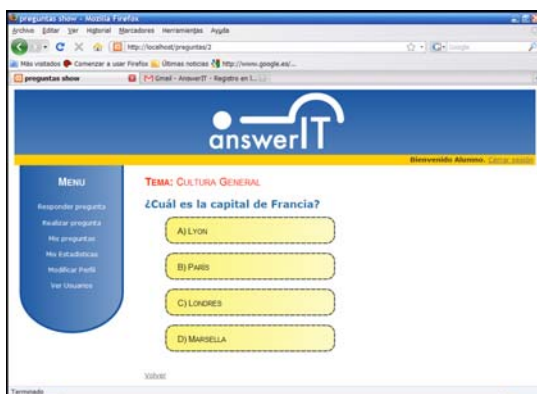 preguntas show - Mozilla Firefox
Archivo Editar Ver Historial Marcadores Herramientas Ayuda
http://localhost/preguntas/2
Google
Más visitados Comenzar a usar Firefox Últimas noticias http://www.google.es/...
preguntas show Gmail - AnswerIT - Registro en l...
answerIT
Bienvenido Alumno. Cerrar sesión
MENU
Responder pregunta
Realizar pregunta
Mis preguntas
Mis Estadísticas
Modificar Perfil
Ver Usuarios
TEMA: CULTURA GENERAL
¿Cuál es la capital de Francia?
A) LYON
B) PARÍS
C) LONDRES
D) MARSELLA
Volver
Terminado